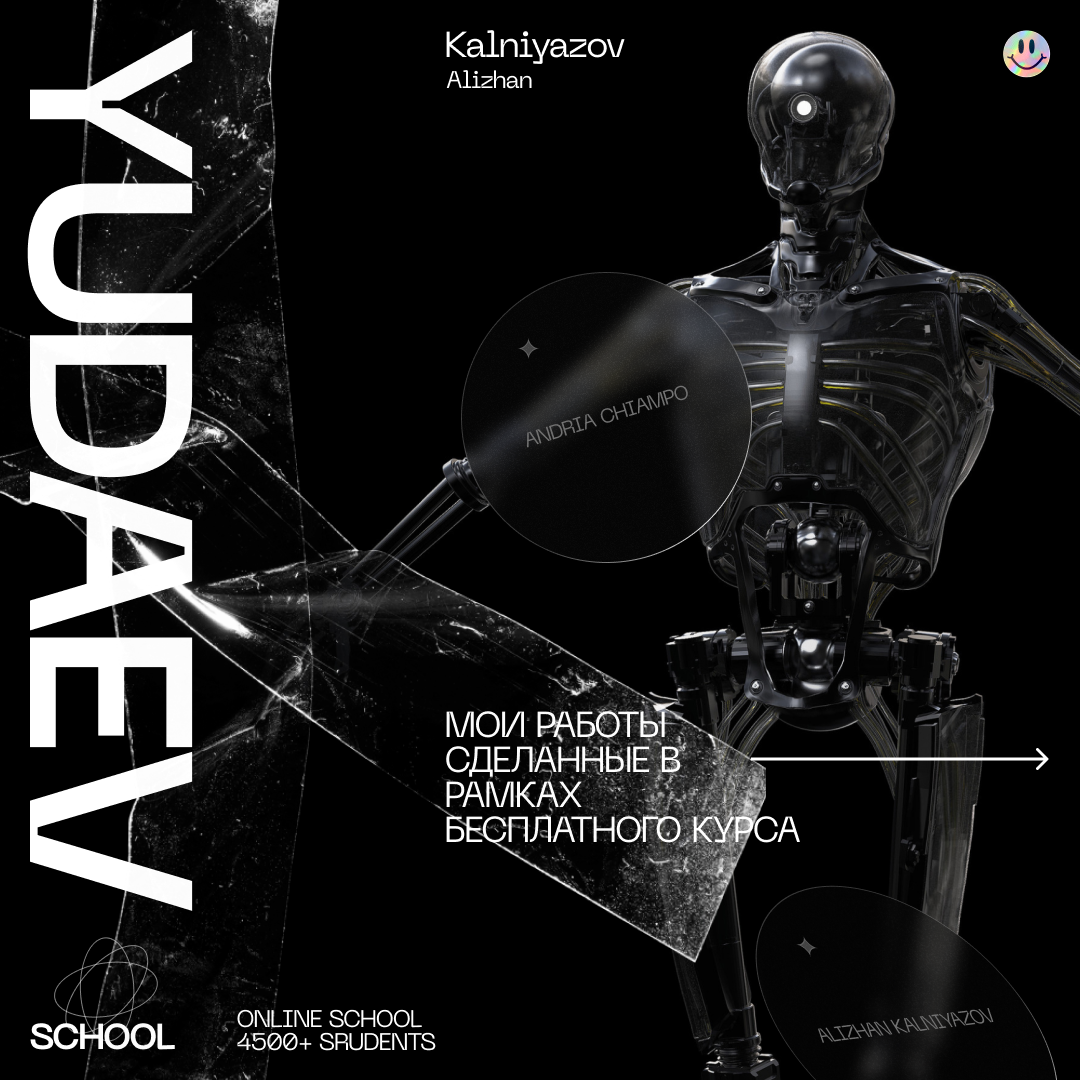 YUDAEV
Kalniyazov
Alizhan
ANDRIA CHIAMPO
МОИ РАБОТЫ
СДЕЛАННЫЕ В
РАМКАХ
БЕСПЛАТНОГО КУРСА
ALIZHAN KALNIYAZOV
SCHOOL
ONLINE SCHOOL
4500+ SRUDENTS